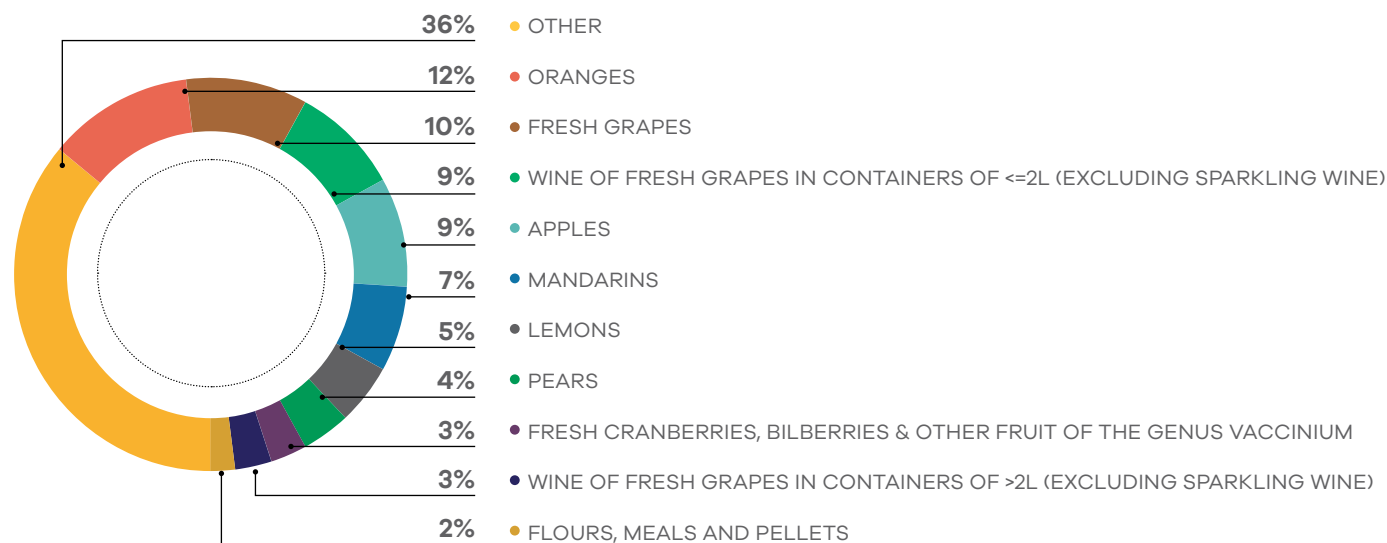 36% OTHER
12% ORANGES
10% FRESH GRAPES
9% WINE OF FRESH GRAPES IN CONTAINERS OF <=2L (EXCLUDING SPARKLING WINE)
9% APPLES
7% MANDARINS
5% LEMONS
4% PEARS
3% FRESH CRANBERRIES, BILBERRIES & OTHER FRUIT OF THE GENUS VACCINIUM
3% WINE OF FRESH GRAPES IN CONTAINERS OF >2L (EXCLUDING SPARKLING WINE)
2% FLOURS, MEALS AND PELLETS